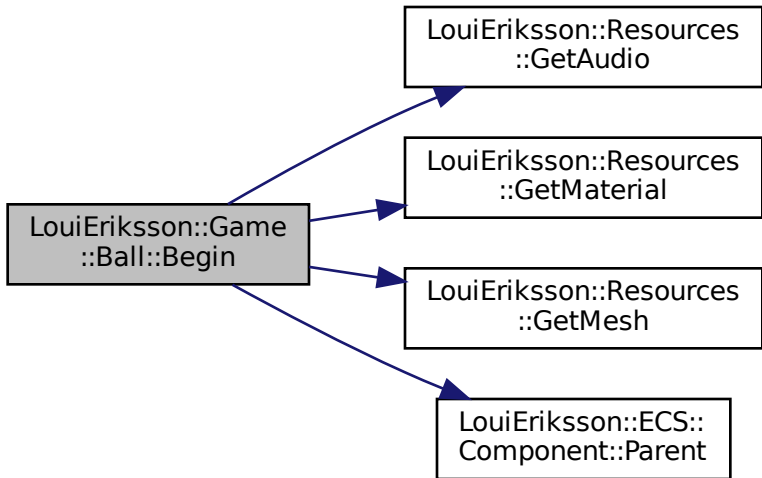 LouiEriksson::Game
::Ball::Begin
LouiEriksson::Resources
::GetAudio
LouiEriksson::Resources
::GetMaterial
LouiEriksson::Resources
::GetMesh
LouiEriksson::ECS::
Component::Parent